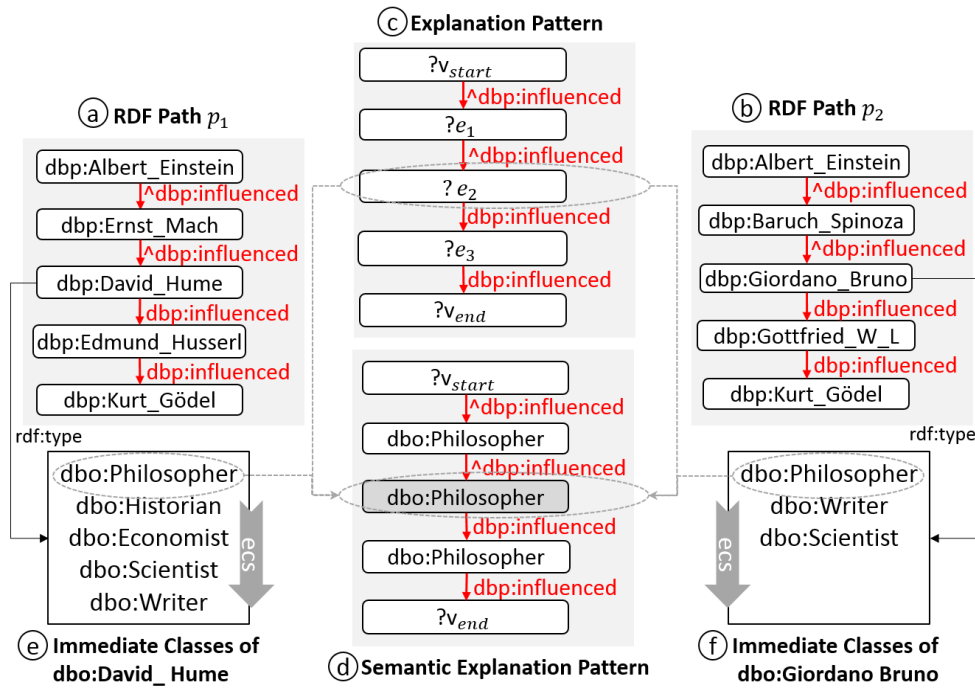 c Explanation Pattern
?v_start
^dbp:influenced
?e_1
^dbp:influenced
? e_2
dbp:influenced
?e_3
dbp:influenced
?v_end
a RDF Path p_1
dbp:Albert_Einstein
^dbp:influenced
dbp:Ernst_Mach
^dbp:influenced
dbp:David_Hume
dbp:influenced
dbp:Edmund_Husserl
dbp:influenced
dbp:Kurt_Gödel
rdf:type
b RDF Path p_2
dbp:Albert_Einstein
^dbp:influenced
dbp:Baruch_Spinoza
^dbp:influenced
dbp:Giordano_Bruno
dbp:influenced
dbp:Gottfried_W_L
dbp:influenced
dbp:Kurt_Gödel
rdf:type
?v_start
^dbp:influenced
dbo:Philosopher
^dbp:influenced
dbo:Philosopher
dbp:influenced
dbo:Philosopher
dbp:influenced
?v_end
d Semantic Explanation Pattern
dbo:Philosopher
dbo:Historian
dbo:Economist
dbo:Scientist
dbo:Writer
ecs
e Immediate Classes of
dbo:David_ Hume
dbo:Philosopher
dbo:Writer
dbo:Scientist
ecs
f Immediate Classes of
dbo:Giordano Bruno